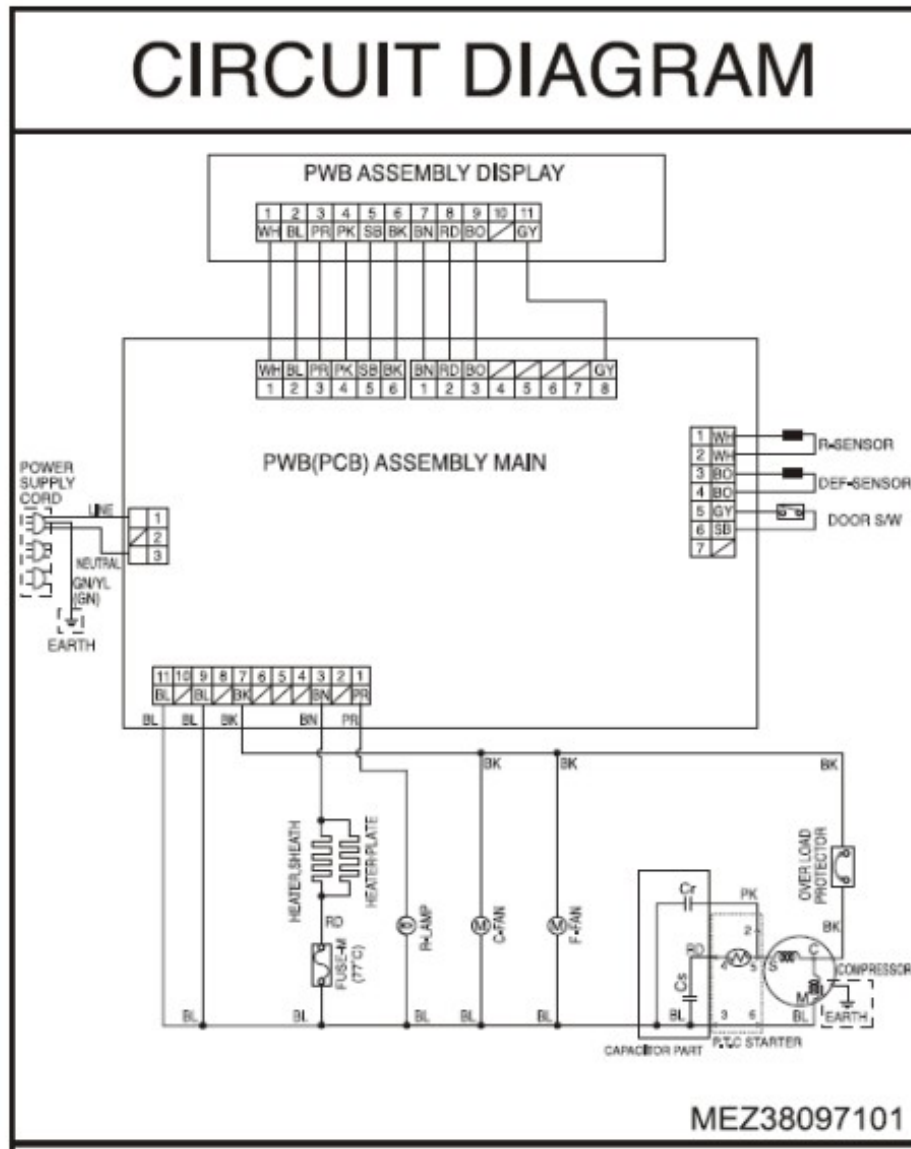 CIRCUIT DIAGRAM
PWB ASSEMBLY DISPLAY
1 2 3 4 5 6 7 8 9 10 11
WH BL PR PK SB BK BN RD BO GY
WH BL PR PK SB BK BN RD BO GY
1 2 3 4 5 6 1 2 3 4 5 6 7 8
PWB(PCB) ASSEMBLY MAIN
1 WH
2 WH
R-SENSOR
3 BO
4 BO
DEF-SENSOR
5 GY
6 SB
DOOR S/W
7
POWER
SUPPLY
CORD
LINE
1
2
3
NEUTRAL
GN/YL
(GN)
EARTH
11 10 9 8 7 6 5 4 3 2 1
BL BL BK BN PR
BL BL BK BN PR
BK BK BK
HEATER,SHEATH
HEATER-PLATE
RD
FUSE-M
(77°C)
R-LAMP
M
C-FAN
M
F-FAN
OVER LOAD
PROTECTOR
BK
Cr
PK
2
RD
4 5
S C
M
COMPRESSOR
Cs
EARTH
BL BL BL BL BL BL 3 6 BL
CAPACITOR PART
P.T.C STARTER
MEZ38097101